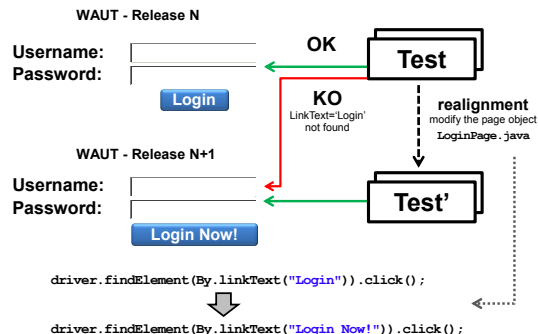 WAUT - Release N
Username:
Password:
Login
OK
Test
KO
LinkText='Login'
not found
realignment
modify the page object
LoginPage.java
WAUT - Release N+1
Username:
Password:
Login Now!
Test'
driver.findElement(By.linkText("Login")).click();
driver.findElement(By.linkText("Login Now!")).click();